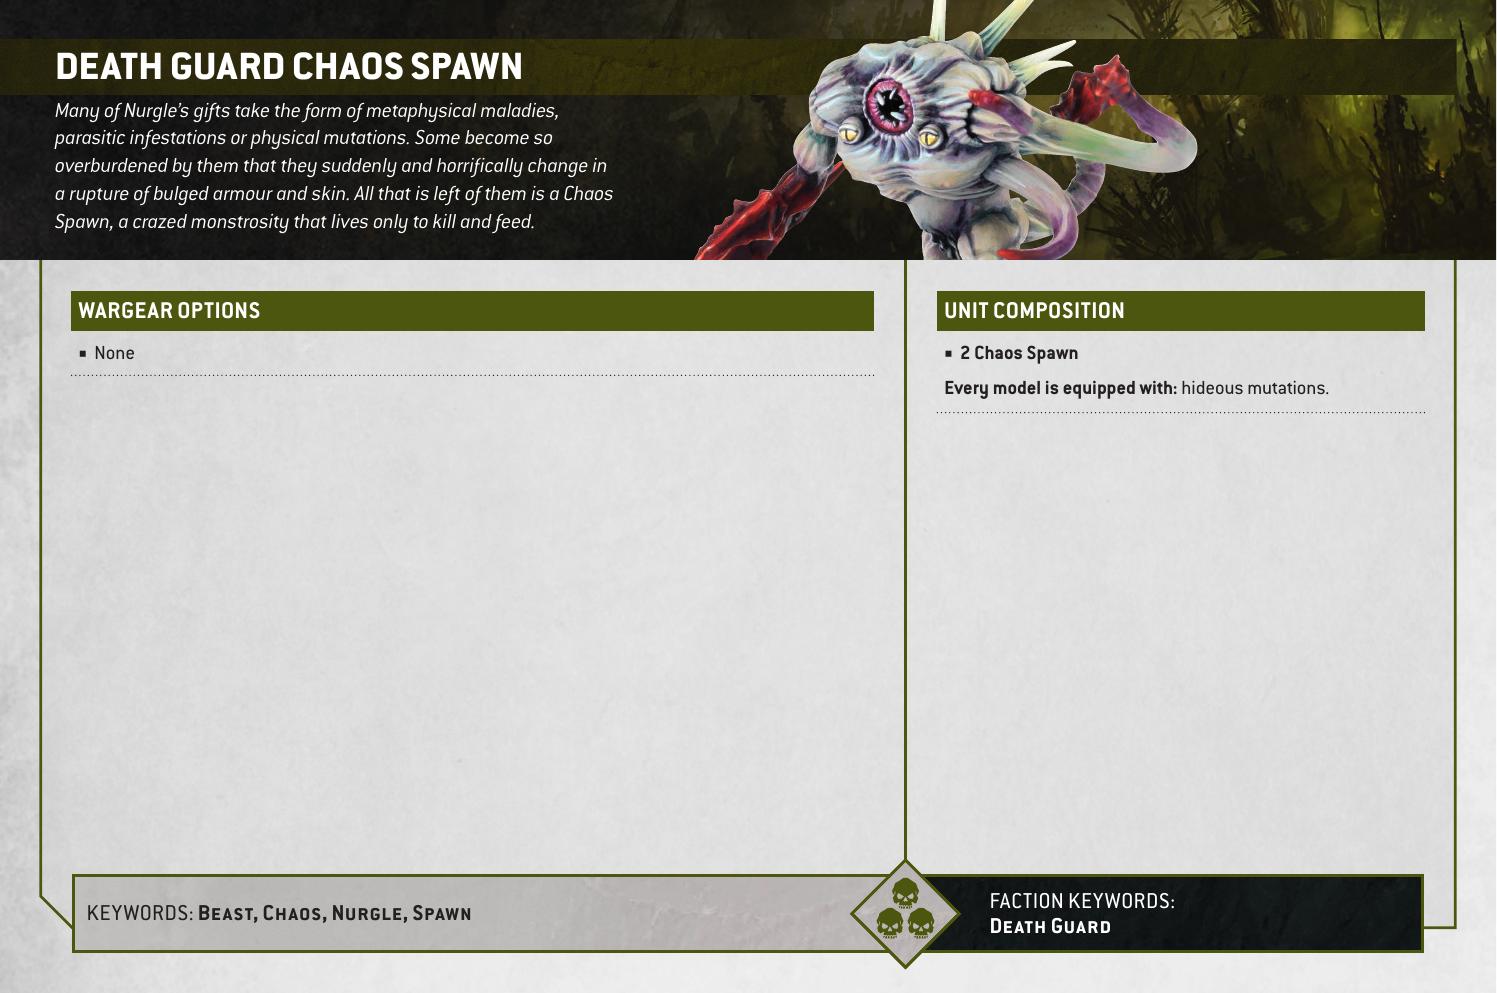 DEATH GUARD CHAOS SPAWN
Many of Nurgle's gifts take the form of metaphysical maladies,
parasitic infestations or physical mutations. Some become so
overburdened by them that they suddenly and horrifically change in
a rupture of bulged armour and skin. All that is left of them is a Chaos
Spawn, a crazed monstrosity that lives only to kill and feed.
WARGEAR OPTIONS
▪ None
UNIT COMPOSITION
▪ 2 Chaos Spawn
Every model is equipped with: hideous mutations.
KEYWORDS: BEAST, CHAOS, NURGLE, SPAWN
FACTION KEYWORDS:
DEATH GUARD